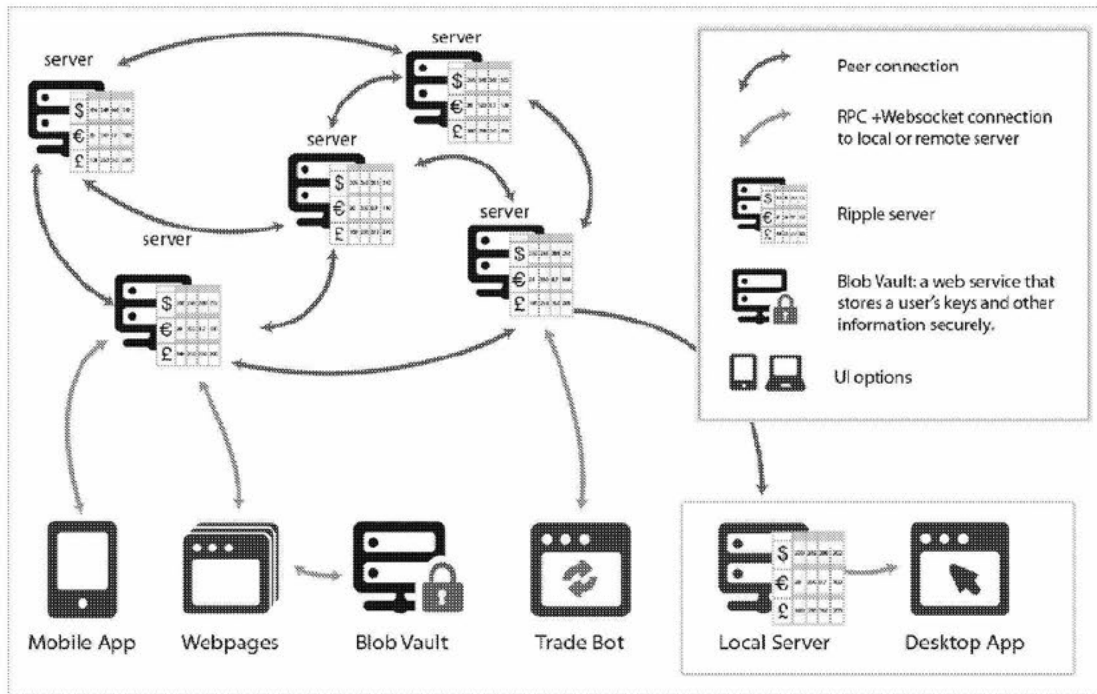 server
server
server
server
server
Peer connection
RPC +Websocket connection
to local or remote server
Ripple server
Blob Vault: a web service that
stores a user's keys and other
information securely.
UI options
$
€
£
$
€
£
$
€
£
$
€
£
$
€
£
$
€
£
$
€
£
Mobile App
Webpages
Blob Vault
Trade Bot
Local Server
Desktop App